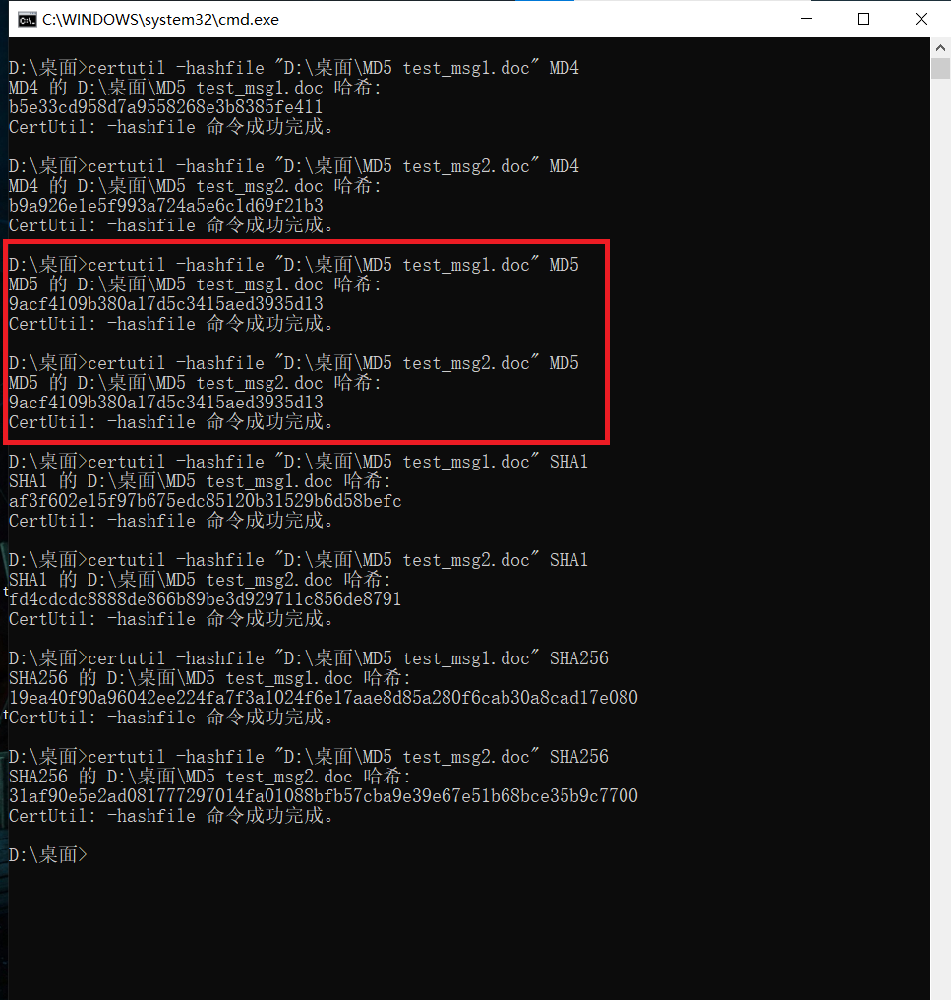 C:\WINDOWS\system32\cmd.exe
D:\桌面>certutil -hashfile "D:\桌面\MD5 test_msg1.doc" MD4
MD4 的 D:\桌面\MD5 test_msg1.doc 哈希:
b5e33cd958d7a9558268e3b8385fe411
CertUtil: -hashfile 命令成功完成。
D:\桌面>certutil -hashfile "D:\桌面\MD5 test_msg2.doc" MD4
MD4 的 D:\桌面\MD5 test_msg2.doc 哈希:
b9a926e1e5f993a724a5e6c1d69f21b3
CertUtil: -hashfile 命令成功完成。
D:\桌面>certutil -hashfile "D:\桌面\MD5 test_msg1.doc" MD5
MD5 的 D:\桌面\MD5 test_msg1.doc 哈希:
9acf4109b380a17d5c3415aed3935d13
CertUtil: -hashfile 命令成功完成。
D:\桌面>certutil -hashfile "D:\桌面\MD5 test_msg2.doc" MD5
MD5 的 D:\桌面\MD5 test_msg2.doc 哈希:
9acf4109b380a17d5c3415aed3935d13
CertUtil: -hashfile 命令成功完成。
D:\桌面>certutil -hashfile "D:\桌面\MD5 test_msg1.doc" SHA1
SHA1 的 D:\桌面\MD5 test_msg1.doc 哈希:
af3f602e15f97b675edc85120b31529b6d58befc
CertUtil: -hashfile 命令成功完成。
D:\桌面>certutil -hashfile "D:\桌面\MD5 test_msg2.doc" SHA1
SHA1 的 D:\桌面\MD5 test_msg2.doc 哈希:
fd4cdcdc8888de866b89be3d929711c856de8791
CertUtil: -hashfile 命令成功完成。
D:\桌面>certutil -hashfile "D:\桌面\MD5 test_msg1.doc" SHA256
SHA256 的 D:\桌面\MD5 test_msg1.doc 哈希:
19ea40f90a96042ee224fa7f3a1024f6e17aae8d85a280f6cab30a8cad17e080
CertUtil: -hashfile 命令成功完成。
D:\桌面>certutil -hashfile "D:\桌面\MD5 test_msg2.doc" SHA256
SHA256 的 D:\桌面\MD5 test_msg2.doc 哈希:
31af90e5e2ad081777297014fa01088bfb57cba9e39e67e51b68bce35b9c7700
CertUtil: -hashfile 命令成功完成。
D:\桌面>